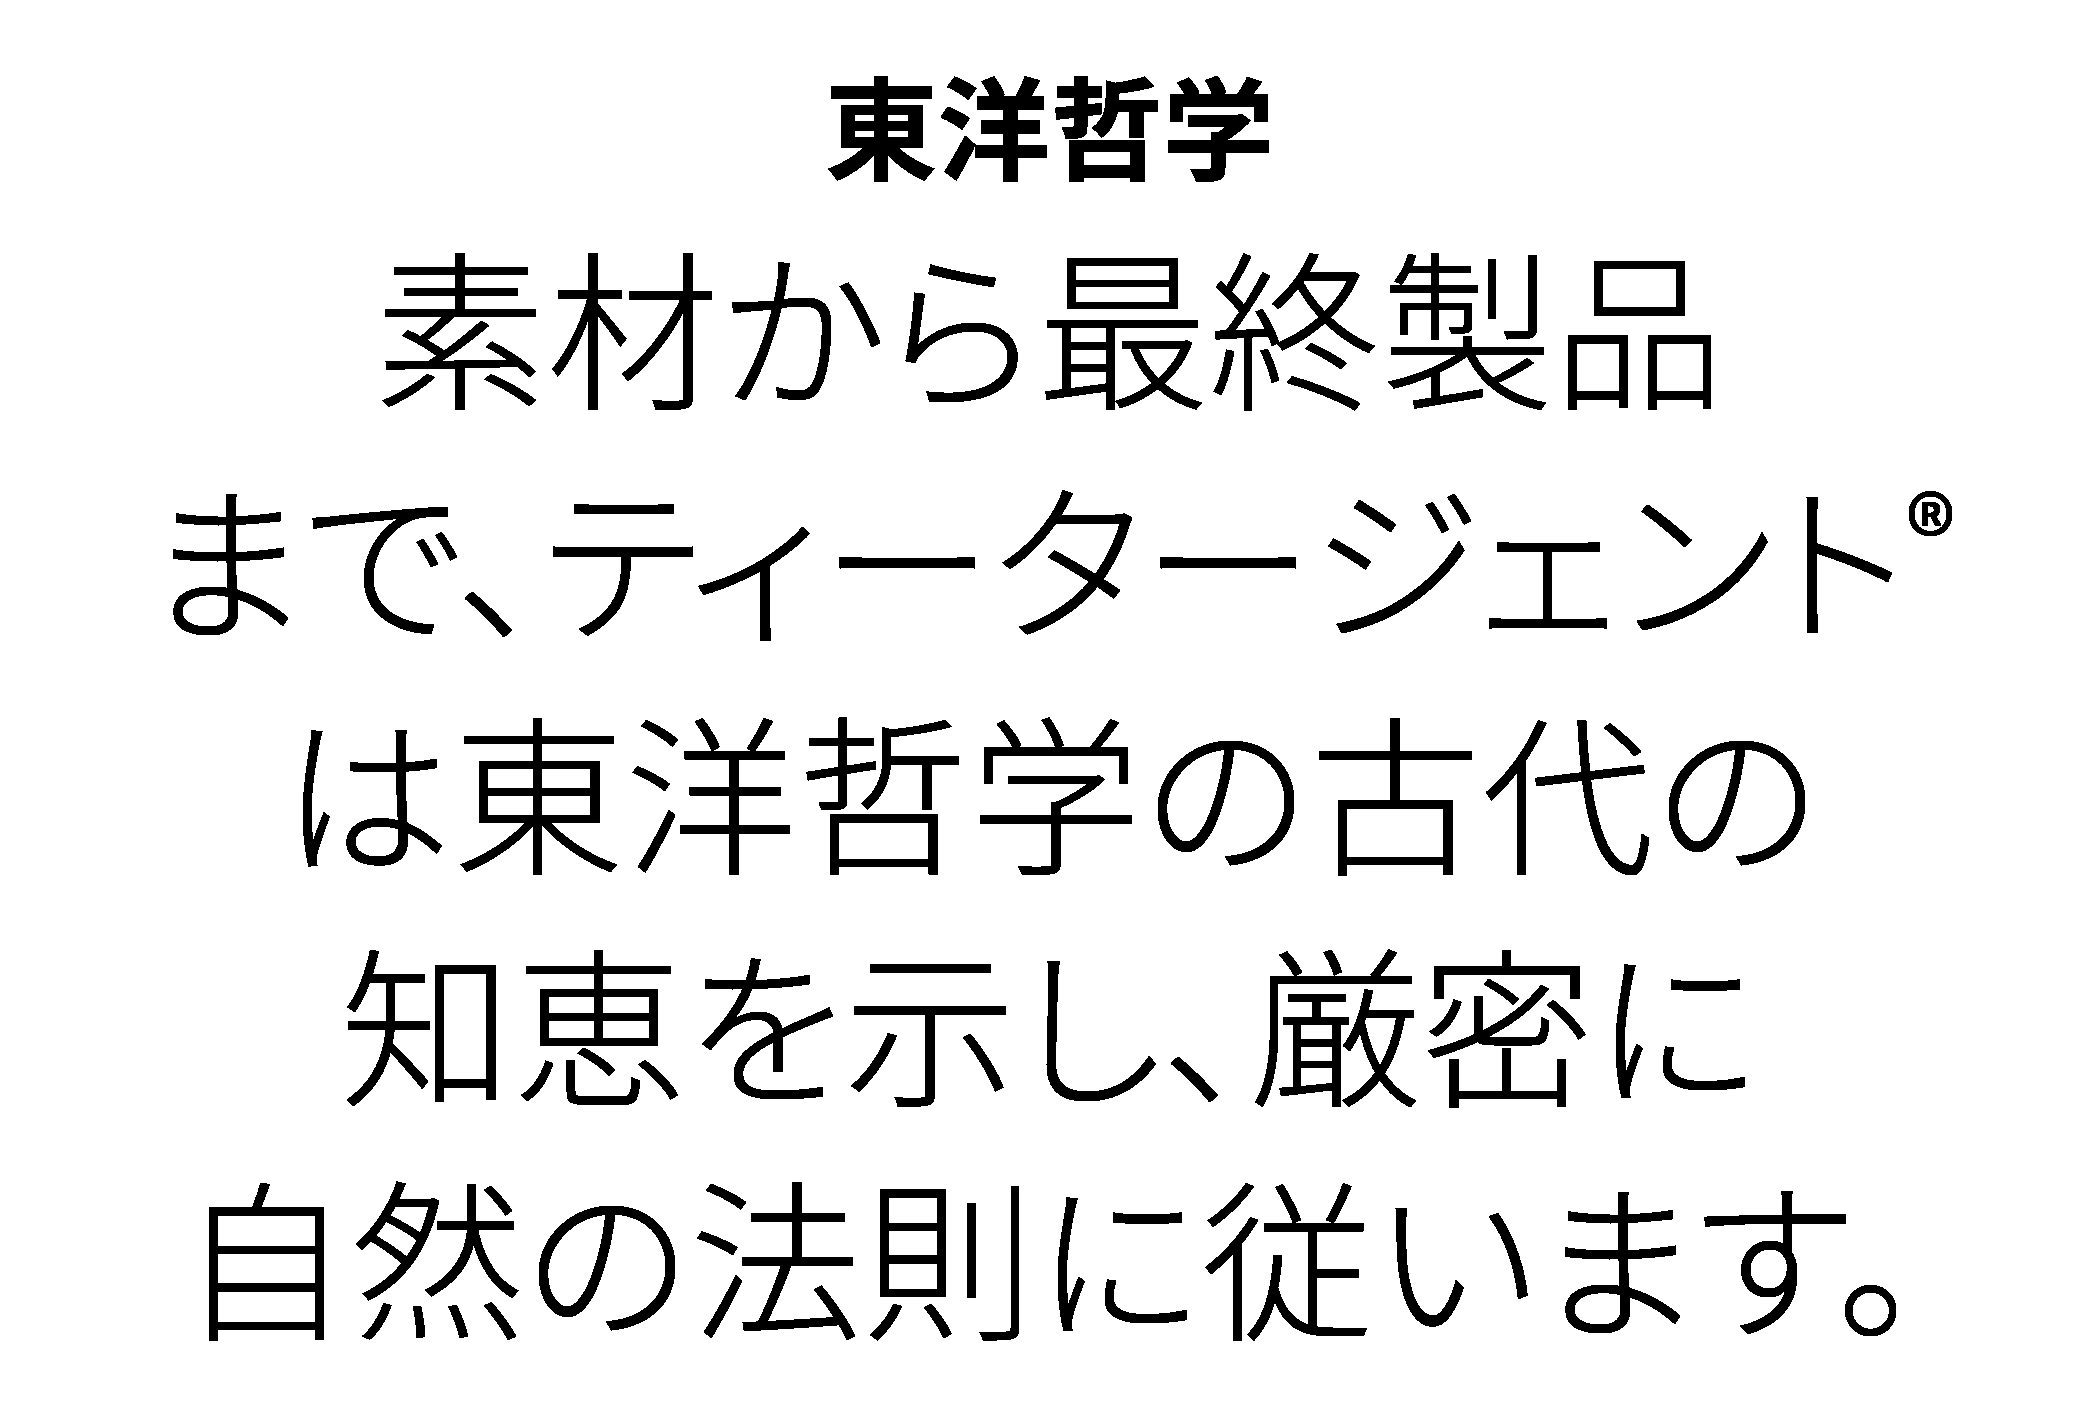 東洋哲学
素材から最終製品
まで、ティータージェント®
は東洋哲学の古代の
知恵を示し、厳密に
自然の法則に従います。